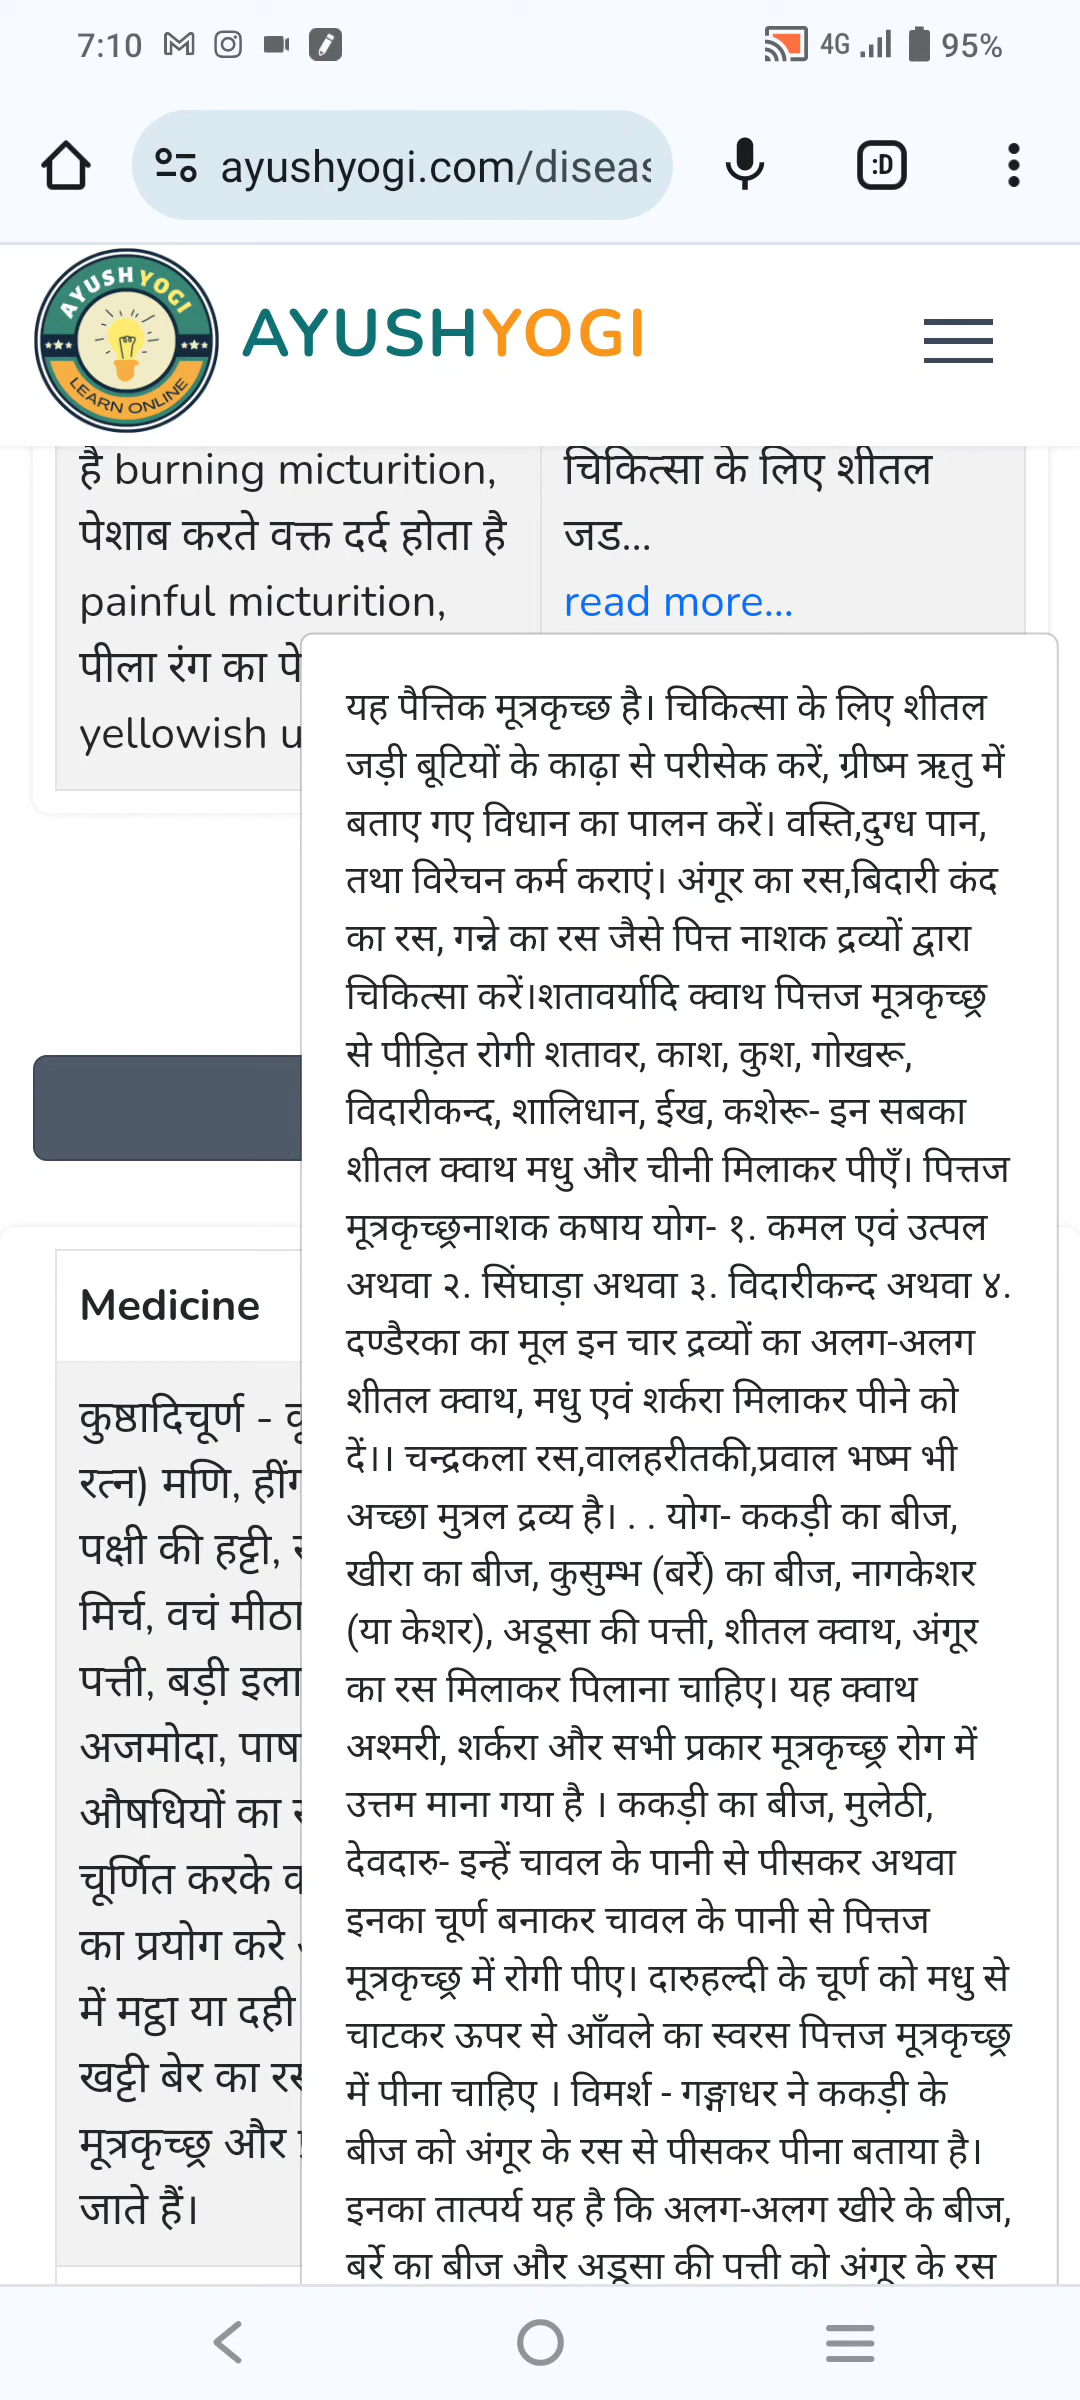 7:10
4G
95%
ayushyogi.com/diseas
:D
AYUSHYOGI
LEARN ONLINE
AYUSHYOGI
है burning micturition,
पेशाब करते वक्त दर्द होता है
painful micturition,
पीला रंग का पे
yellowish u
चिकित्सा के लिए शीतल
जड...
read more...
यह पैत्तिक मूत्रकृच्छ है। चिकित्सा के लिए शीतल
जड़ी बूटियों के काढ़ा से परीसेक करें, ग्रीष्म ऋतु में
बताए गए विधान का पालन करें। वस्ति,दुग्ध पान,
तथा विरेचन कर्म कराएं। अंगूर का रस,बिदारी कंद
का रस, गन्ने का रस जैसे पित्त नाशक द्रव्यों द्वारा
चिकित्सा करें।शतावर्यादि क्वाथ पित्तज मूत्रकृच्छ्र
से पीड़ित रोगी शतावर, काश, कुश, गोखरू,
विदारीकन्द, शालिधान, ईख, कशेरू- इन सबका
शीतल क्वाथ मधु और चीनी मिलाकर पीएँ। पित्तज
मूत्रकृच्छ्रनाशक कषाय योग- १. कमल एवं उत्पल
अथवा २. सिंघाड़ा अथवा ३. विदारीकन्द अथवा ४.
दण्डैरका का मूल इन चार द्रव्यों का अलग-अलग
शीतल क्वाथ, मधु एवं शर्करा मिलाकर पीने को
दें।। चन्द्रकला रस,वालहरीतकी,प्रवाल भष्म भी
अच्छा मुत्रल द्रव्य है। . . योग- ककड़ी का बीज,
खीरा का बीज, कुसुम्भ (बर्रे) का बीज, नागकेशर
(या केशर), अडूसा की पत्ती, शीतल क्वाथ, अंगूर
का रस मिलाकर पिलाना चाहिए। यह क्वाथ
अश्मरी, शर्करा और सभी प्रकार मूत्रकृच्छ्र रोग में
उत्तम माना गया है । ककड़ी का बीज, मुलेठी,
देवदारु- इन्हें चावल के पानी से पीसकर अथवा
इनका चूर्ण बनाकर चावल के पानी से पित्तज
मूत्रकृच्छ्र में रोगी पीए। दारुहल्दी के चूर्ण को मधु से
चाटकर ऊपर से आँवले का स्वरस पित्तज मूत्रकृच्छ्र
में पीना चाहिए । विमर्श - गङ्गाधर ने ककड़ी के
बीज को अंगूर के रस से पीसकर पीना बताया है।
इनका तात्पर्य यह है कि अलग-अलग खीरे के बीज,
बर्रे का बीज और अडूसा की पत्ती को अंगूर के रस
Medicine
कुष्ठादिचूर्ण - कू
रत्न) मणि, हींग
पक्षी की हट्टी,
मिर्च, वचं मीठा
पत्ती, बड़ी इला
अजमोदा, पाष
औषधियों का
चूर्णित करके
का प्रयोग करे
में मट्ठा या दही
खट्टी बेर का रस
मूत्रकृच्छ्र और
जाते हैं।